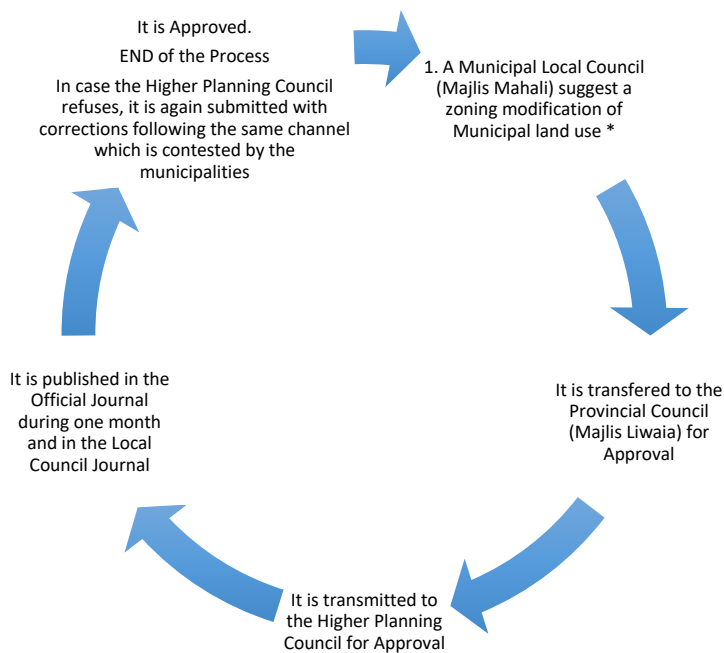 It is Approved.
END of the Process
In case the Higher Planning Council
refuses, it is again submitted with
corrections following the same channel
which is contested by the
municipalities
1. A Municipal Local Council
(Majlis Mahali) suggest a
zoning modification of
Municipal land use *
It is transfered to the
Provincial Council
(Majlis Liwaia) for
Approval
It is transmitted to
the Higher Planning
Council for Approval
It is published in the
Official Journal
during one month
and in the Local
Council Journal